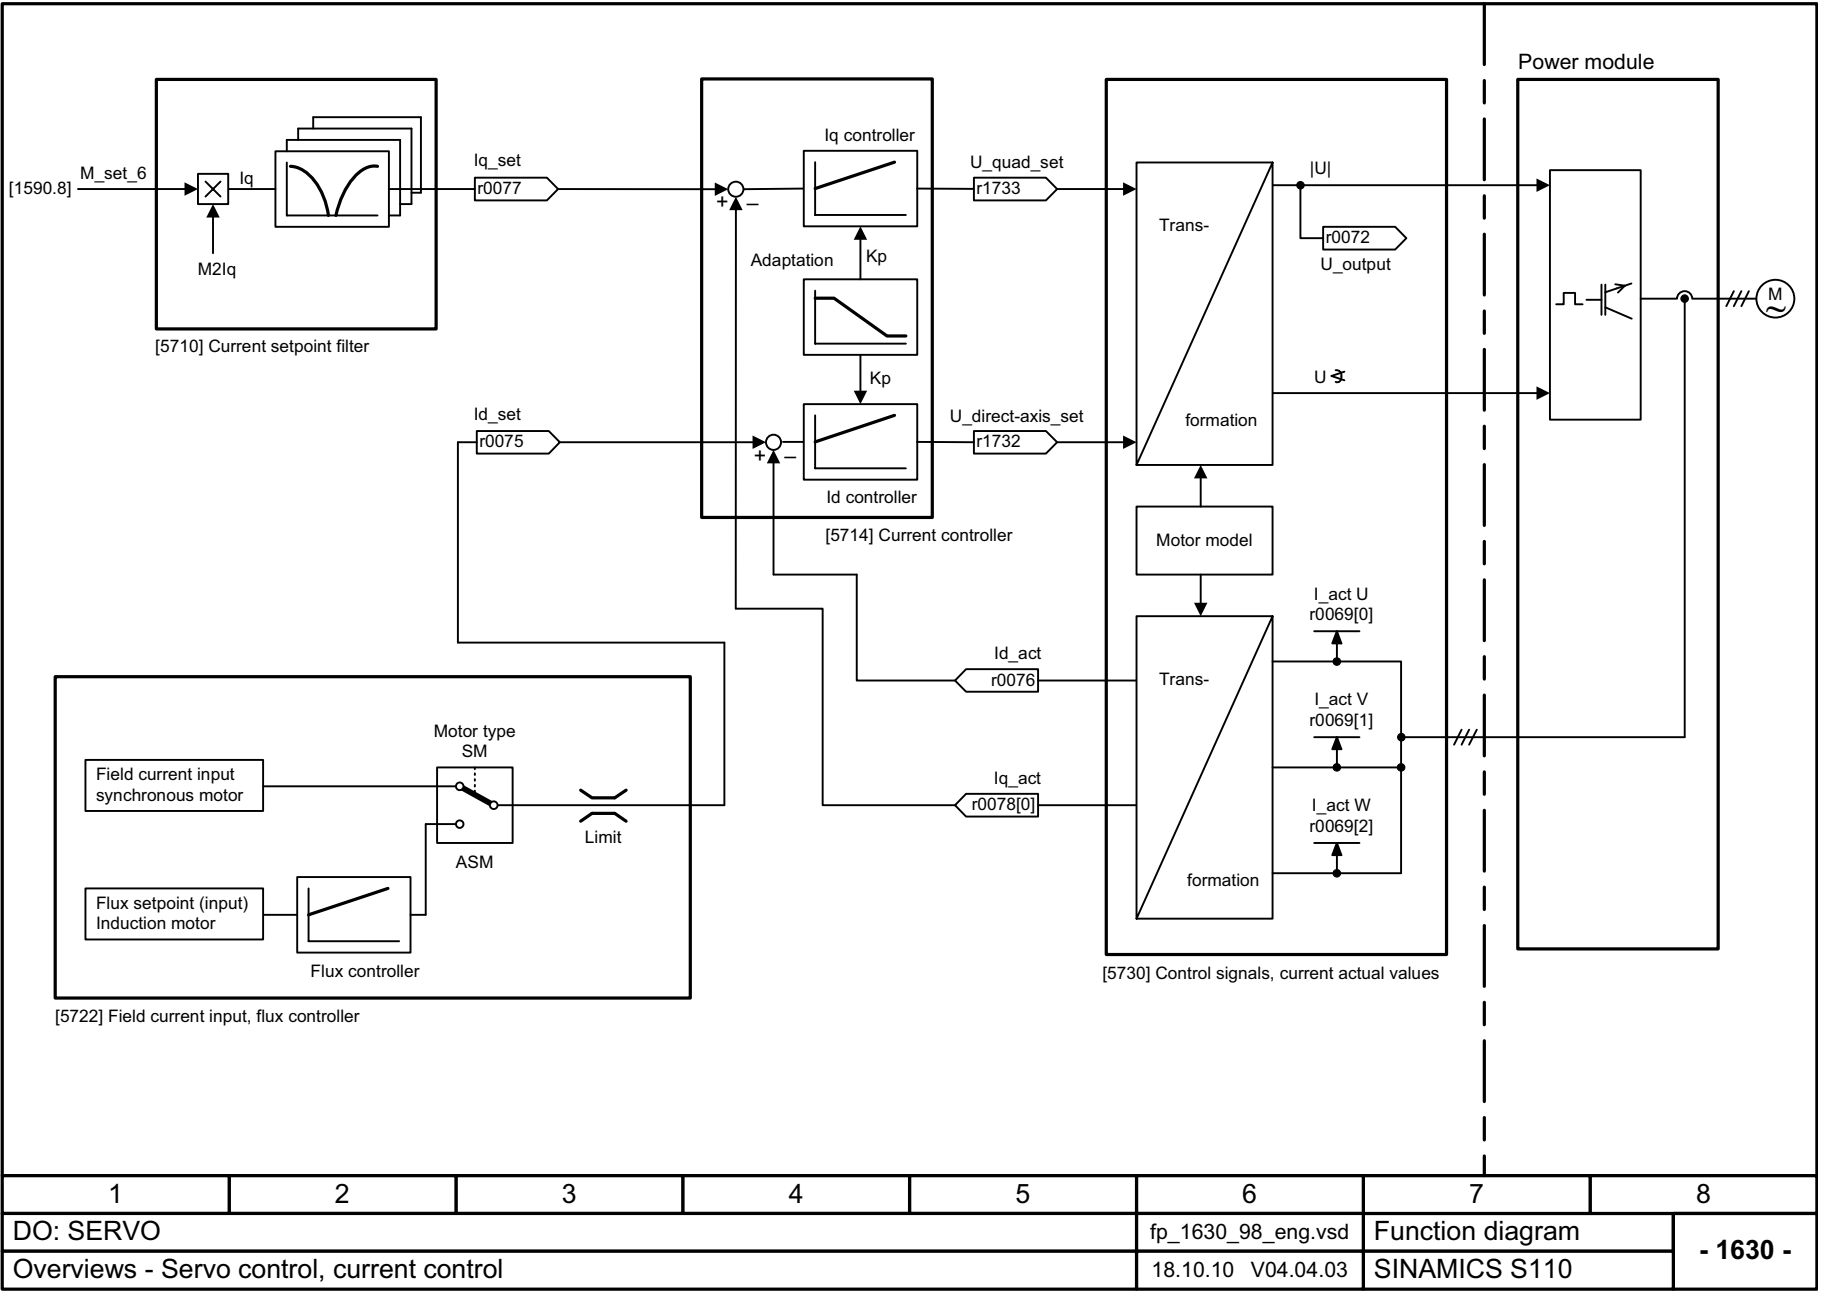 Power module
[1590.8]
M_set_6
Iq
M2Iq
[5710] Current setpoint filter
Iq_set
r0077
Id_set
r0075
+
–
Iq controller
Adaptation
Kp
Kp
+
–
Id controller
[5714] Current controller
U_quad_set
r1733
U_direct-axis_set
r1732
Trans-
formation
|U|
r0072
U_output
U
M
~
Motor model
Trans-
formation
I_act U
r0069[0]
I_act V
r0069[1]
I_act W
r0069[2]
Id_act
r0076
Iq_act
r0078[0]
[5730] Control signals, current actual values
Motor type
SM
Field current input
synchronous motor
ASM
Limit
Flux setpoint (input)
Induction motor
Flux controller
[5722] Field current input, flux controller
1 2 3 4 5 6 7 8
DO: SERVO
fp_1630_98_eng.vsd
Function diagram
- 1630 -
Overviews - Servo control, current control
18.10.10 V04.04.03
SINAMICS S110